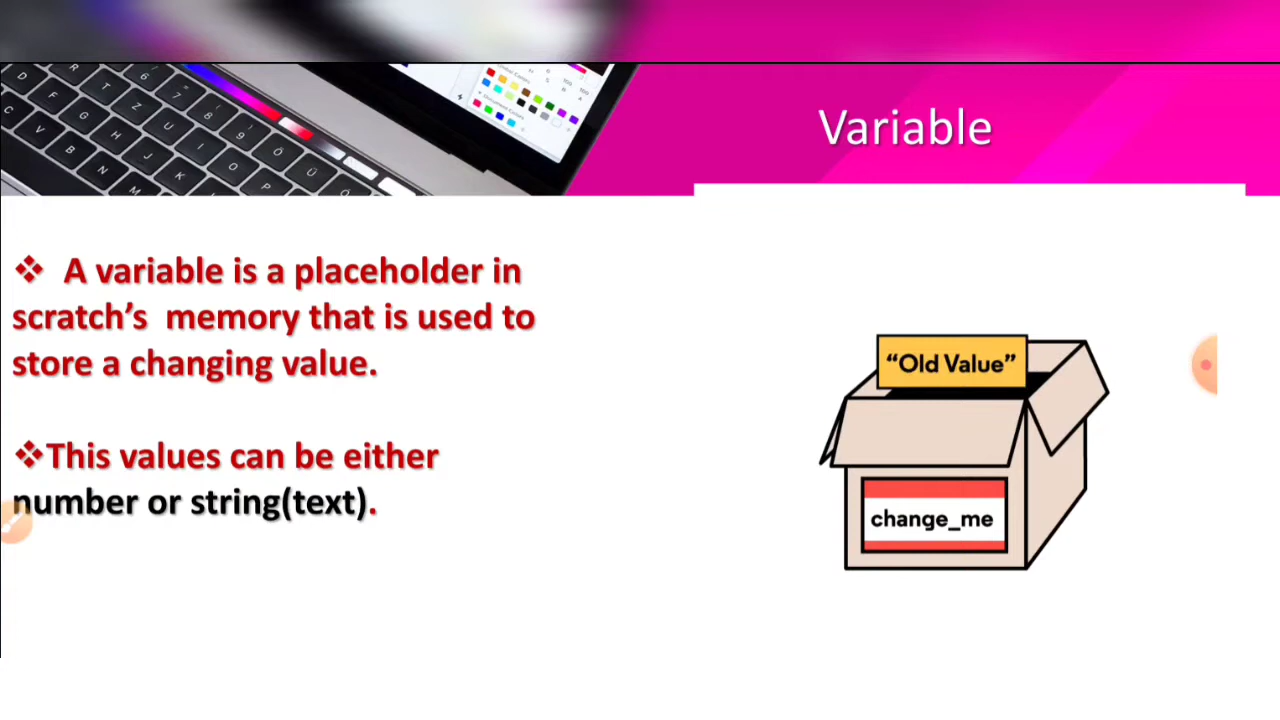 Variable
❖ A variable is a placeholder in
scratch’s memory that is used to
store a changing value.
❖This values can be either
number or string(text).
“Old Value”
change_me